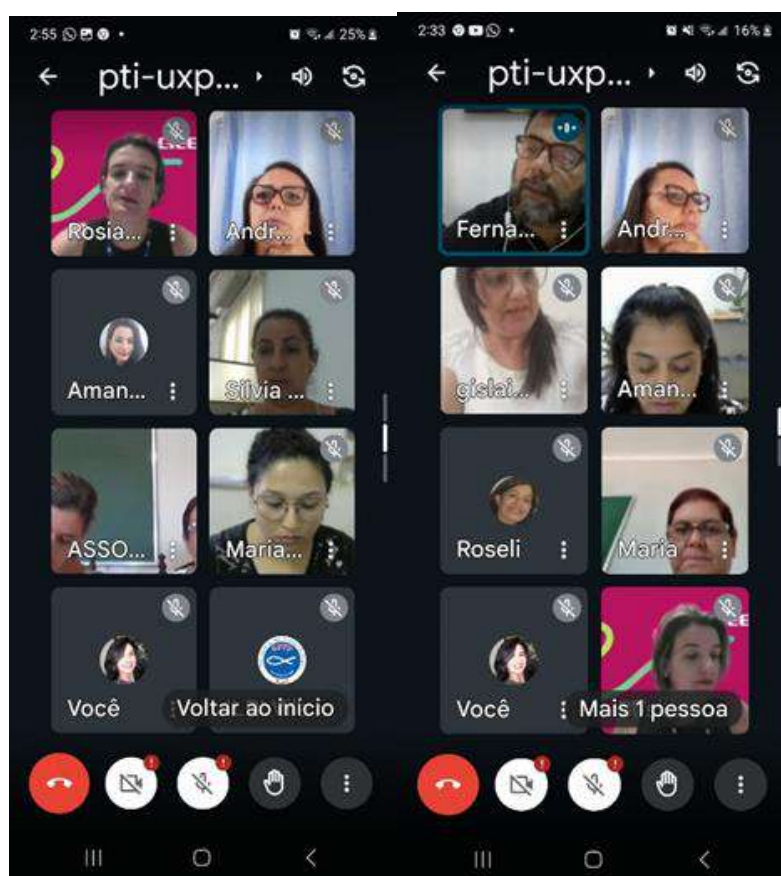 2:55
25%
pti-uxp...
Rosia...
Andr...
Aman...
Silvia ...
ASSO...
Maria...
Você
Voltar ao início
2:33
16%
pti-uxp...
Ferna...
Andr...
gislai...
Aman...
Roseli
Maria
Você
Mais 1 pessoa